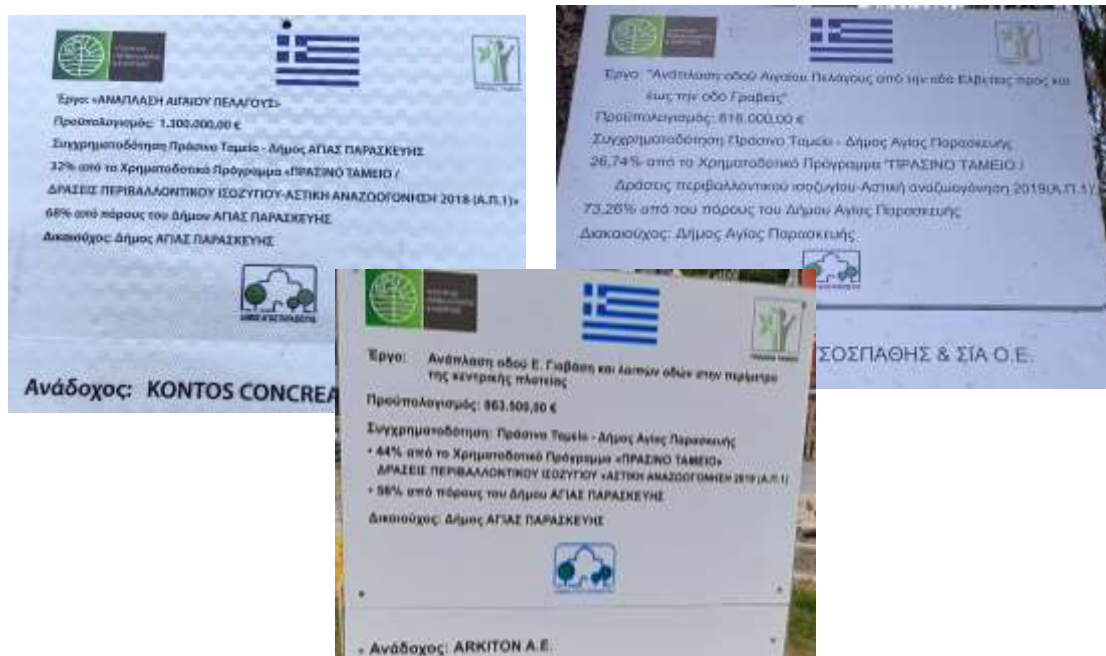 Έργο: «ΑΝΑΠΛΑΣΗ ΑΙΓΑΙΟΥ ΠΕΛΑΓΟΥΣ»
Προϋπολογισμός: 1.300.000,00 €
Συγχρηματοδότηση Πράσινο Ταμείο - Δήμος ΑΓΙΑΣ ΠΑΡΑΣΚΕΥΗΣ
32% από το Χρηματοδοτικό Πρόγραμμα «ΠΡΑΣΙΝΟ ΤΑΜΕΙΟ /
ΔΡΑΣΕΙΣ ΠΕΡΙΒΑΛΛΟΝΤΙΚΟΥ ΙΣΟΖΥΓΙΟΥ-ΑΣΤΙΚΗ ΑΝΑΖΟΟΓΟΝΗΣΗ 2018 (Α.Π.1)»
68% από πόρους του Δήμου ΑΓΙΑΣ ΠΑΡΑΣΚΕΥΗΣ
Δικαιούχος: Δήμος ΑΓΙΑΣ ΠΑΡΑΣΚΕΥΗΣ
Ανάδοχος: KONTOS CONCREA
Έργο: "Ανάπλαση οδού Αιγαίου Πελάγους από την οδό Ελβετίας προς και
έως την οδό Γραβιάς"
Προϋπολογισμός: 616.000,00 €
Συγχρηματοδότηση Πράσινο Ταμείο - Δήμος Αγίας Παρασκευής
26,74% από το Χρηματοδοτικό Πρόγραμμα "ΠΡΑΣΙΝΟ ΤΑΜΕΙΟ /
Δράσεις περιβαλλοντικού ισοζυγίου-Αστική αναζωογόνηση 2019(Α.Π.1)
73,26% από του πόρους του Δήμου Αγίας Παρασκευής
Διακαιούχος: Δήμος Αγίας Παρασκευής
ΣΟΣΠΑΘΗΣ & ΣΙΑ Ο.Ε.
Έργο: Ανάπλαση οδού Ε. Γιαβάση και λοιπών οδών στην περίμετρο
της κεντρικής πλατείας
Προϋπολογισμός: 863.500,00 €
Συγχρηματοδότηση: Πράσινο Ταμείο - Δήμος Αγίας Παρασκευής
• 44% από το Χρηματοδοτικό Πρόγραμμα «ΠΡΑΣΙΝΟ ΤΑΜΕΙΟ»
ΔΡΑΣΕΙΣ ΠΕΡΙΒΑΛΛΟΝΤΙΚΟΥ ΙΣΟΖΥΓΙΟΥ «ΑΣΤΙΚΗ ΑΝΑΖΟΟΓΟΝΗΣΗ 2019 (Α.Π.1)
• 56% από πόρους του Δήμου ΑΓΙΑΣ ΠΑΡΑΣΚΕΥΗΣ
Δικαιούχος: Δήμος ΑΓΙΑΣ ΠΑΡΑΣΚΕΥΗΣ
Ανάδοχος: ARKITON A.E.